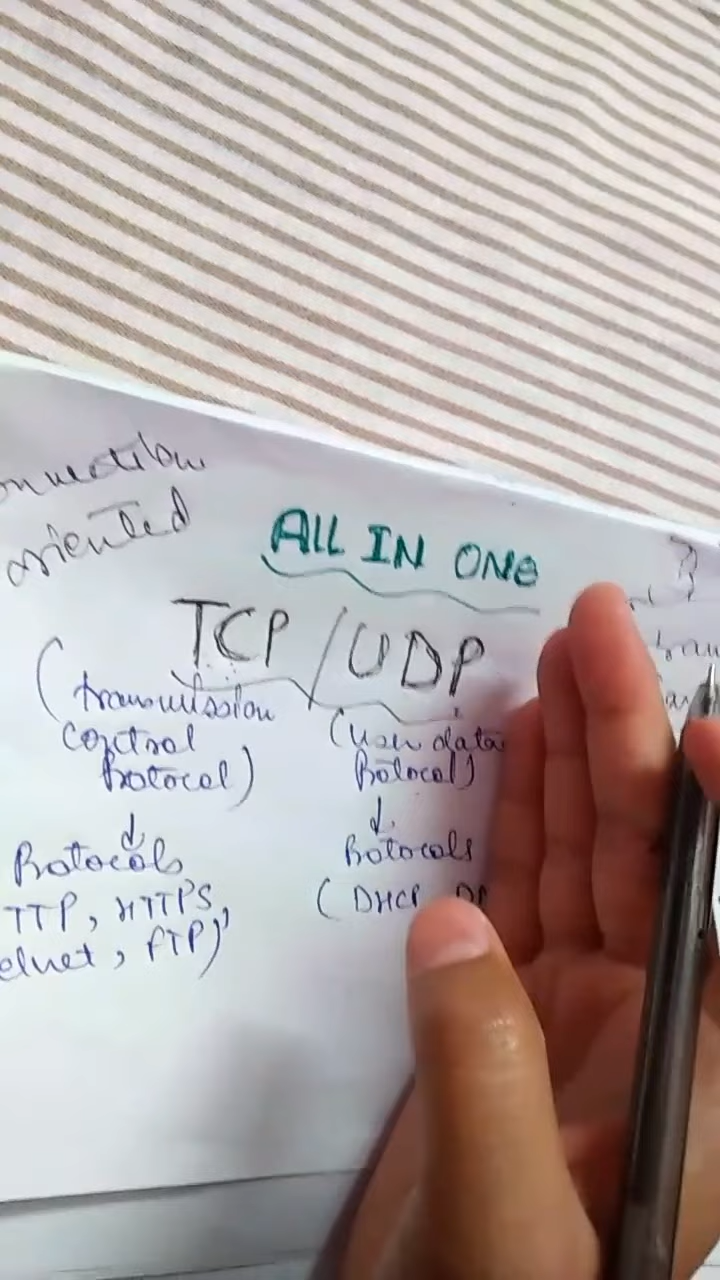 onnection
oriented
ALL IN ONE
TCP/UDP
(transmission
control
Protocol)
(User data
Protocol)
Protocols
TTP, HTTPS,
elnet, FTP)
Protocols
(DHCP